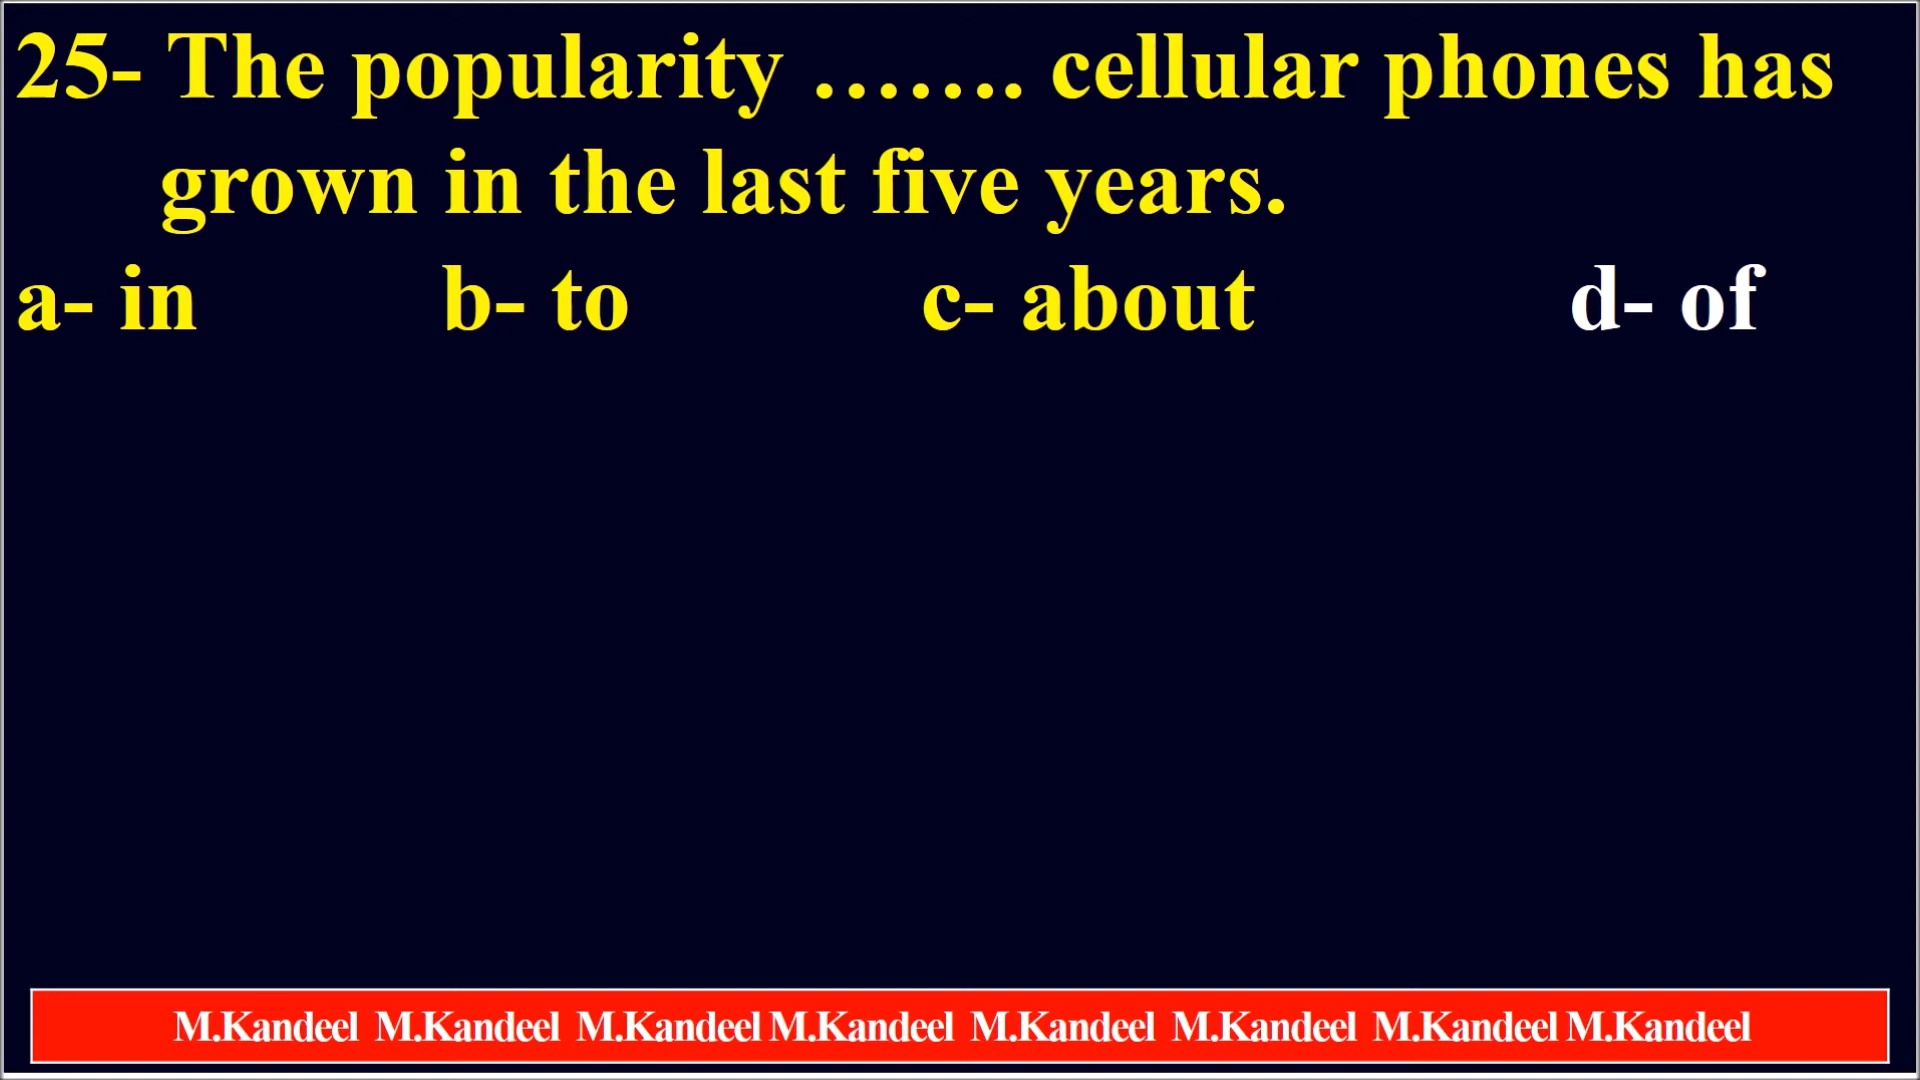 25- The popularity ……. cellular phones has
grown in the last five years.
a- in b- to c- about d- of
M.Kandeel M.Kandeel M.Kandeel M.Kandeel M.Kandeel M.Kandeel M.Kandeel M.Kandeel